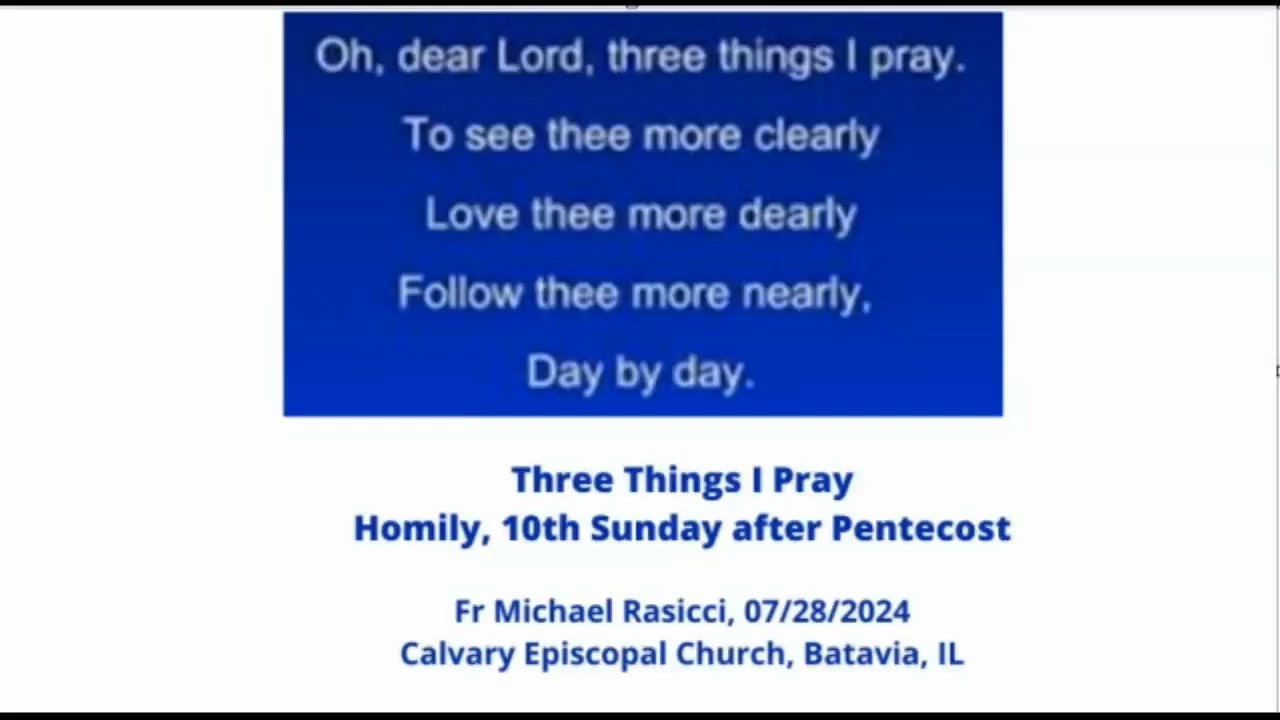 Oh, dear Lord, three things I pray.
To see thee more clearly
Love thee more dearly
Follow thee more nearly,
Day by day.
Three Things I Pray
Homily, 10th Sunday after Pentecost
Fr Michael Rasicci, 07/28/2024
Calvary Episcopal Church, Batavia, IL